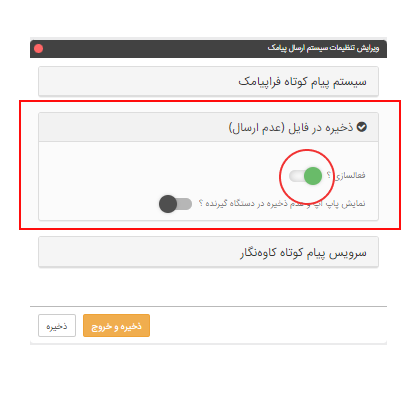 ویرایش تنظیمات سیستم ارسال پیامک
سیستم پیام کوتاه فراپیامک
ذخیره در فایل (عدم ارسال)
فعالسازی ؟
نمایش پاپ آپ و عدم ذخیره در دستگاه گیرنده ؟
سرویس پیام کوتاه کاوه‌نگار
ذخیره و خروج
ذخیره